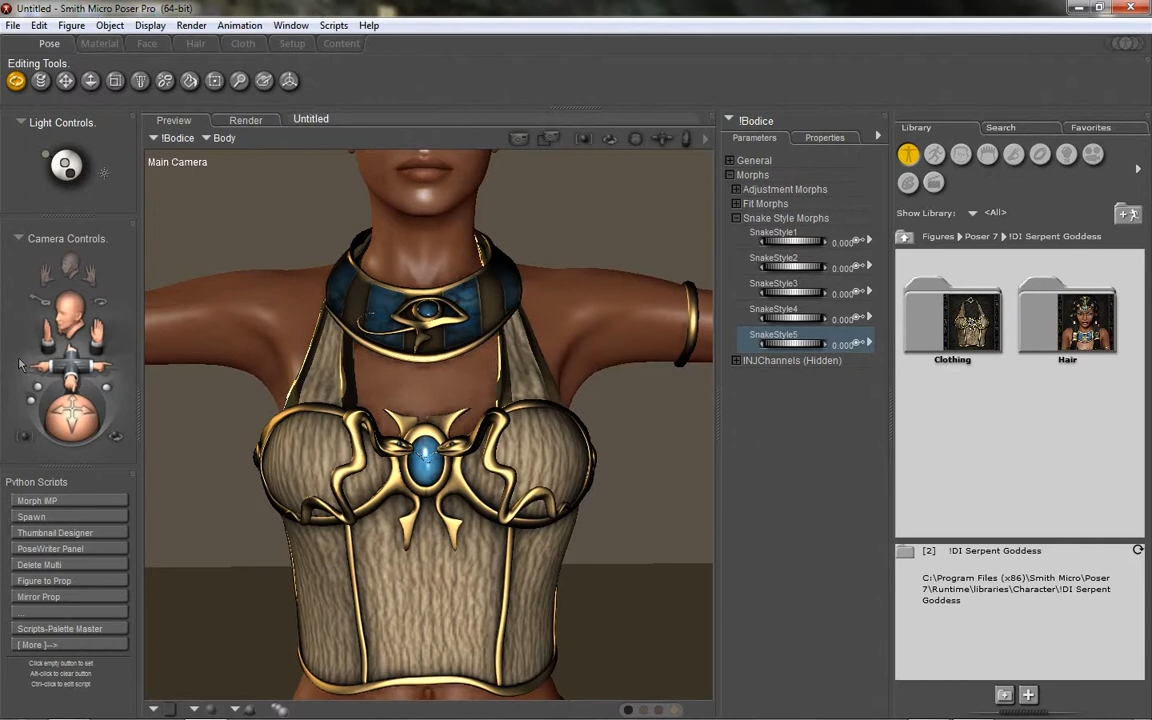 Untitled - Smith Micro Poser Pro  (64-bit)
File Edit Figure Object Display Render Animation Window Scripts Help
Pose Material Face Hair Cloth Setup Content
Editing Tools.
Light Controls.
Camera Controls.
Python Scripts
Morph IMP
Spawn
Thumbnail Designer
PoseWriter Panel
Delete Multi
Figure to Prop
Mirror Prop
...
Scripts-Palette Master
[ More ]-->
Click empty button to set
Alt-click to clear button
Ctrl-click to edit script
Preview Render Untitled
!Bodice Body
Main Camera
!Bodice
Parameters Properties
General
Morphs
Adjustment Morphs
Fit Morphs
Snake Style Morphs
SnakeStyle1
0.000
SnakeStyle2
0.000
SnakeStyle3
0.000
SnakeStyle4
0.000
SnakeStyle5
0.000
INJChannels (Hidden)
Library Search Favorites
Show Library: <All>
Figures Poser 7 !DI Serpent Goddess
Clothing Hair
[2] !DI Serpent Goddess
C:\Program Files (x86)\Smith Micro\Poser
7\Runtime\libraries\Character\!DI Serpent
Goddess